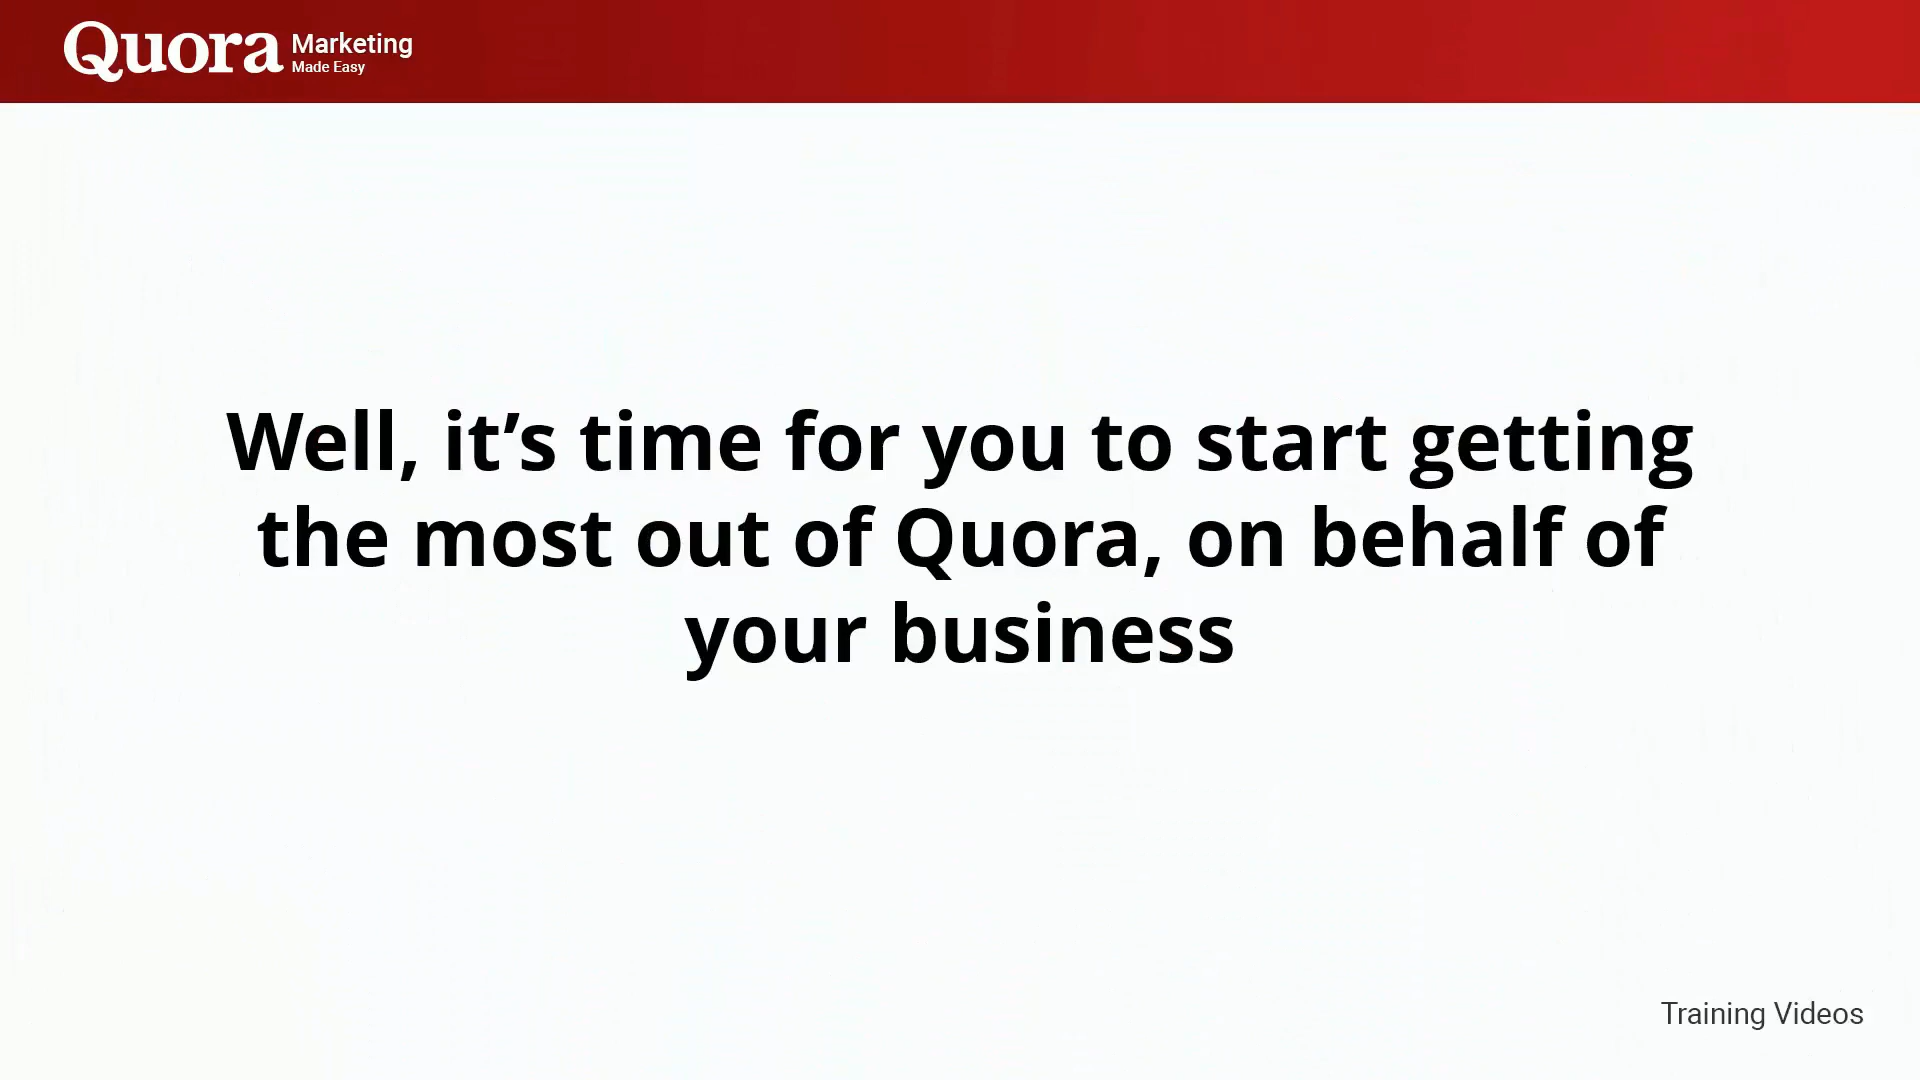 Quora Marketing
Made Easy
Well, it’s time for you to start getting
the most out of Quora, on behalf of
your business
Training Videos